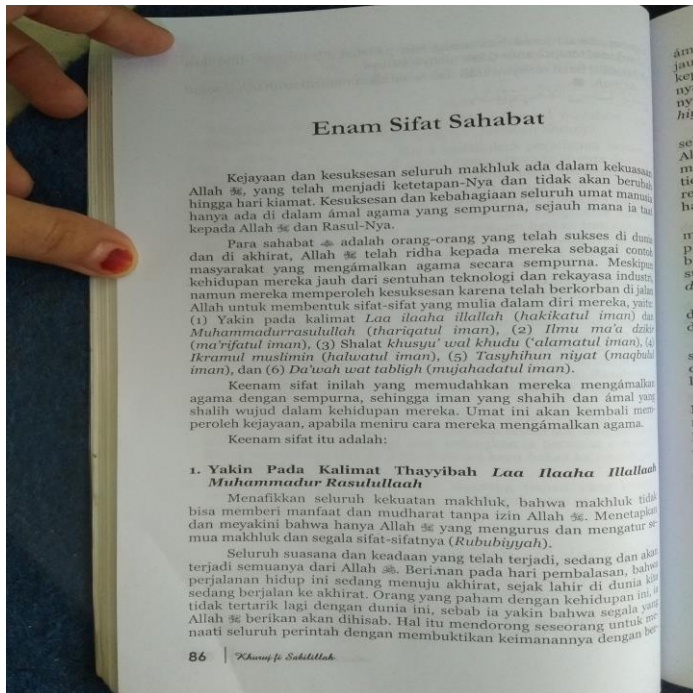 Enam Sifat Sahabat
Kejayaan dan kesuksesan seluruh makhluk ada dalam kekuasaan
Allah ﷻ, yang telah menjadi ketetapan-Nya dan tidak akan berubah
hingga hari kiamat. Kesuksesan dan kebahagiaan seluruh umat manusia
hanya ada di dalam ámal agama yang sempurna, sejauh mana ia taat
kepada Allah ﷻ dan Rasul-Nya.
Para sahabat adalah orang-orang yang telah sukses di dunia
dan di akhirat, Allah ﷻ telah ridha kepada mereka sebagai contoh
masyarakat yang mengámalkan agama secara sempurna. Meskipun
kehidupan mereka jauh dari sentuhan teknologi dan rekayasa industri,
namun mereka memperoleh kesuksesan karena telah berkorban di jalan
Allah untuk membentuk sifat-sifat yang mulia dalam diri mereka, yaitu:
(1) Yakin pada kalimat Laa ilaaha illallah (hakikatul iman) dan
Muhammadurrasulullah (thariqatul iman), (2) Ilmu ma'a dzikir
(ma'rifatul iman), (3) Shalat khusyu' wal khudu ('alamatul iman), (4)
Ikramul muslimin (halwatul iman), (5) Tasyhihun niyat (maqbulul
iman), dan (6) Da'wah wat tabligh (mujahadatul iman).
Keenam sifat inilah yang memudahkan mereka mengámalkan
agama dengan sempurna, sehingga iman yang shahih dan ámal yang
shalih wujud dalam kehidupan mereka. Umat ini akan kembali mem-
peroleh kejayaan, apabila meniru cara mereka mengámalkan agama.
Keenam sifat itu adalah:
1. Yakin Pada Kalimat Thayyibah Laa Ilaaha Illallaah
Muhammadur Rasulullaah
Menafikkan seluruh kekuatan makhluk, bahwa makhluk tidak
bisa memberi manfaat dan mudharat tanpa izin Allah ﷻ. Menetapkan
dan meyakini bahwa hanya Allah ﷻ yang mengurus dan mengatur se-
mua makhluk dan segala sifat-sifatnya (Rububiyyah).
Seluruh suasana dan keadaan yang telah terjadi, sedang dan akan
terjadi semuanya dari Allah ﷻ. Beriman pada hari pembalasan, bahwa
perjalanan hidup ini sedang menuju akhirat, sejak lahir di dunia kita
sedang berjalan ke akhirat. Orang yang paham dengan kehidupan ini, ia
tidak tertarik lagi dengan dunia ini, sebab ia yakin bahwa segala yang
Allah ﷻ berikan akan dihisab. Hal itu mendorong seseorang untuk me-
naati seluruh perintah dengan membuktikan keimanannya dengan ber-
86 | Khuruj fi Sabilillah